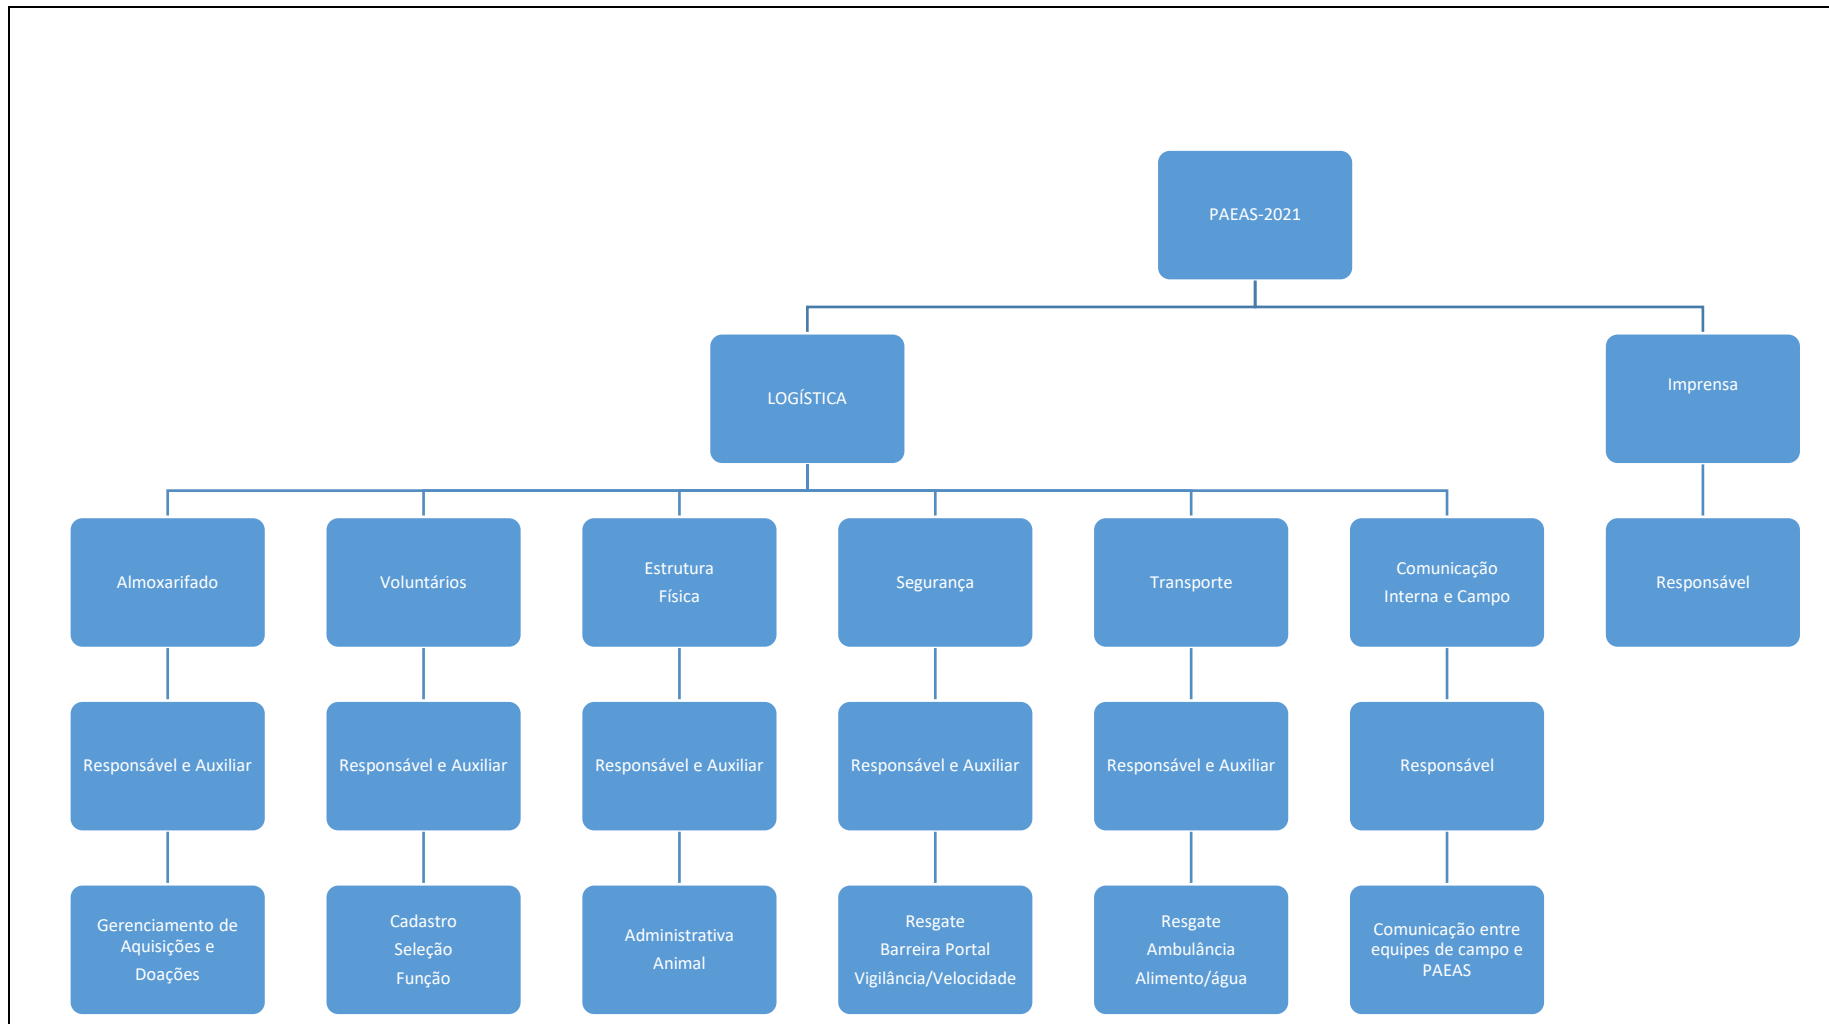 PAEAS-2021
LOGÍSTICA
Imprensa
Almoxarifado
Voluntários
Estrutura
Física
Segurança
Transporte
Comunicação
Interna e Campo
Responsável
Responsável e Auxiliar
Responsável e Auxiliar
Responsável e Auxiliar
Responsável e Auxiliar
Responsável e Auxiliar
Responsável
Gerenciamento de
Aquisições e
Doações
Cadastro
Seleção
Função
Administrativa
Animal
Resgate
Barreira Portal
Vigilância/Velocidade
Resgate
Ambulância
Alimento/água
Comunicação entre
equipes de campo e
PAEAS